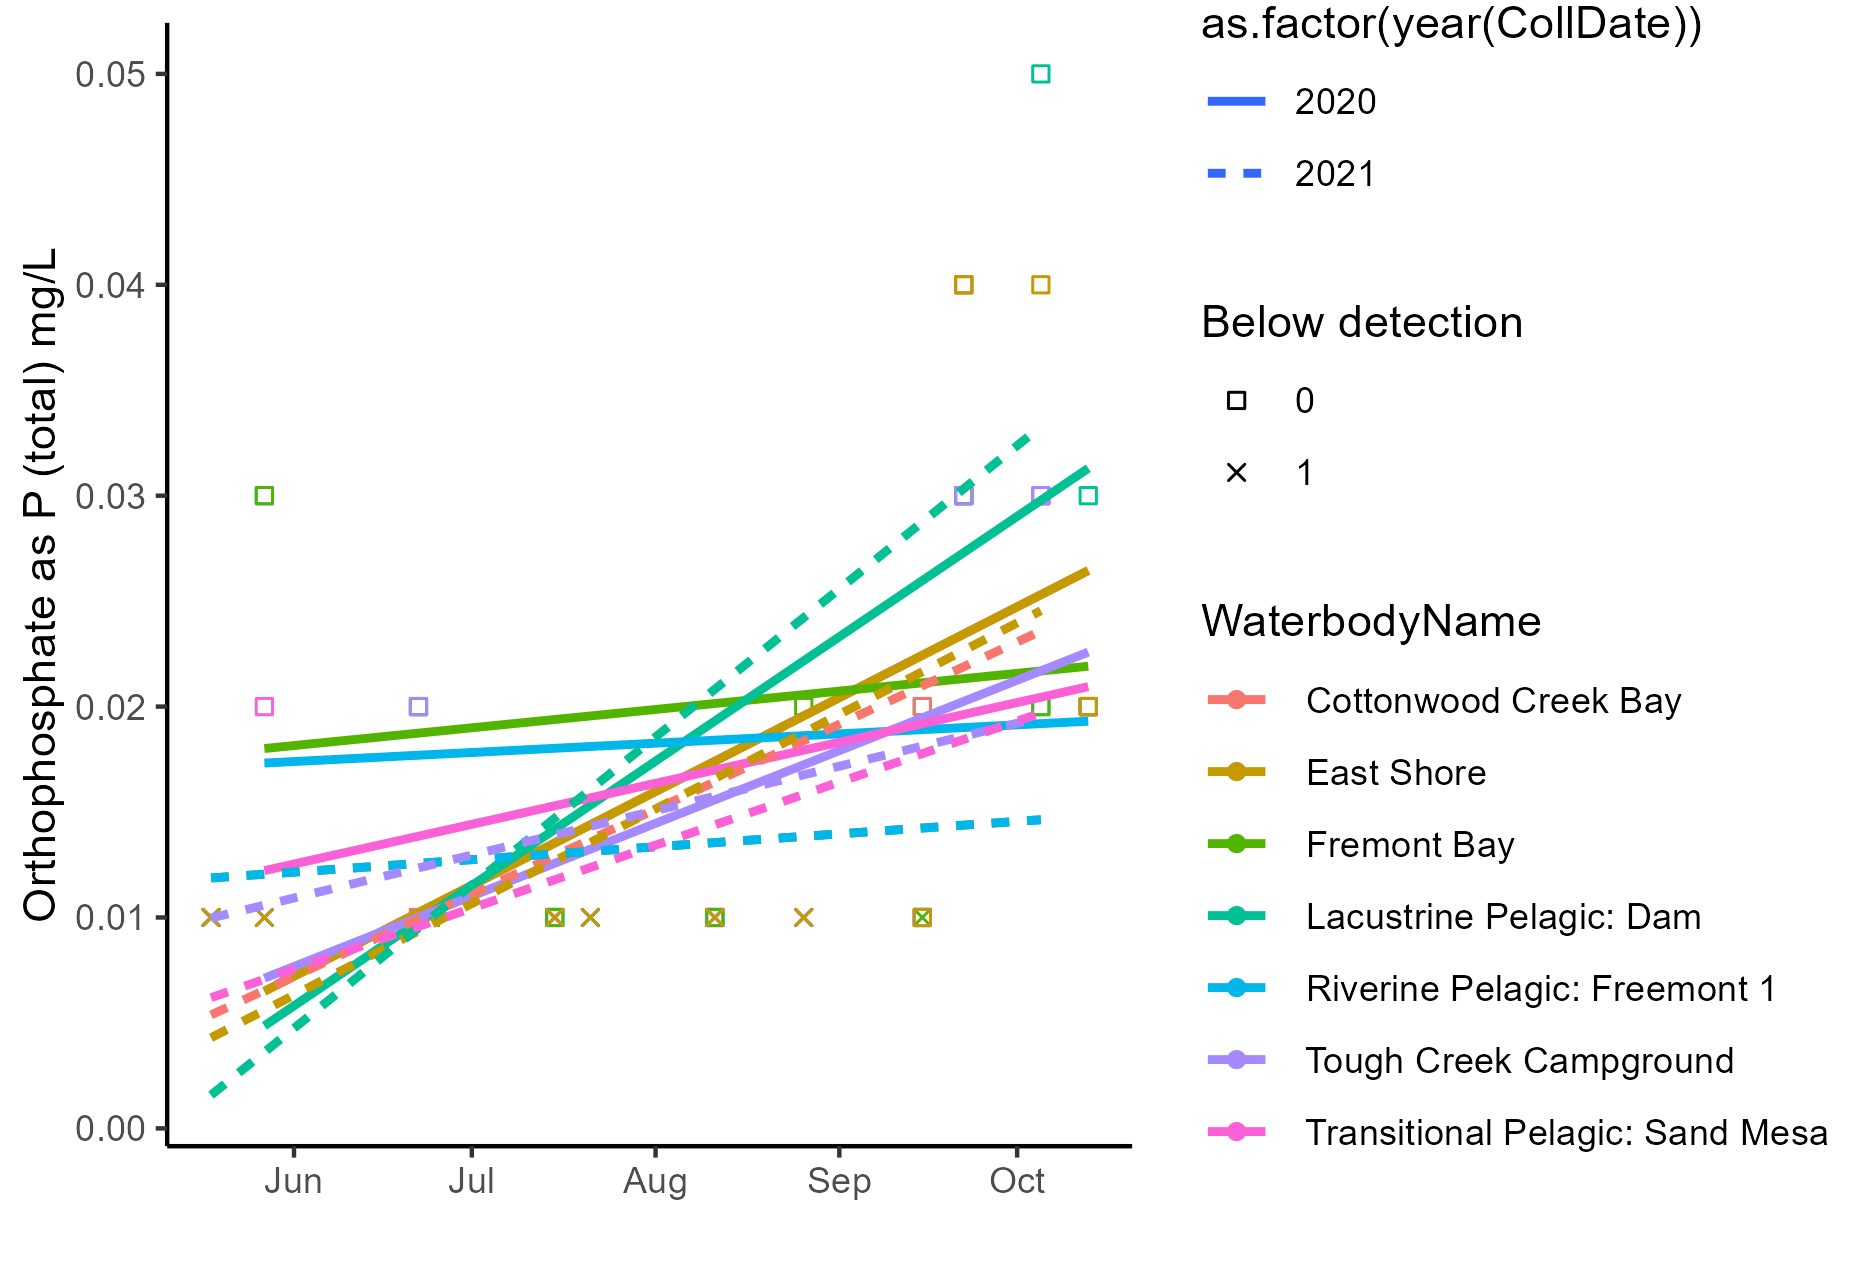 Orthophosphate as P (total) mg/L
0.05
0.04
0.03
0.02
0.01
0.00
Jun
Jul
Aug
Sep
Oct
as.factor(year(CollDate))
2020
2021
Below detection
0
1
WaterbodyName
Cottonwood Creek Bay
East Shore
Fremont Bay
Lacustrine Pelagic: Dam
Riverine Pelagic: Freemont 1
Tough Creek Campground
Transitional Pelagic: Sand Mesa